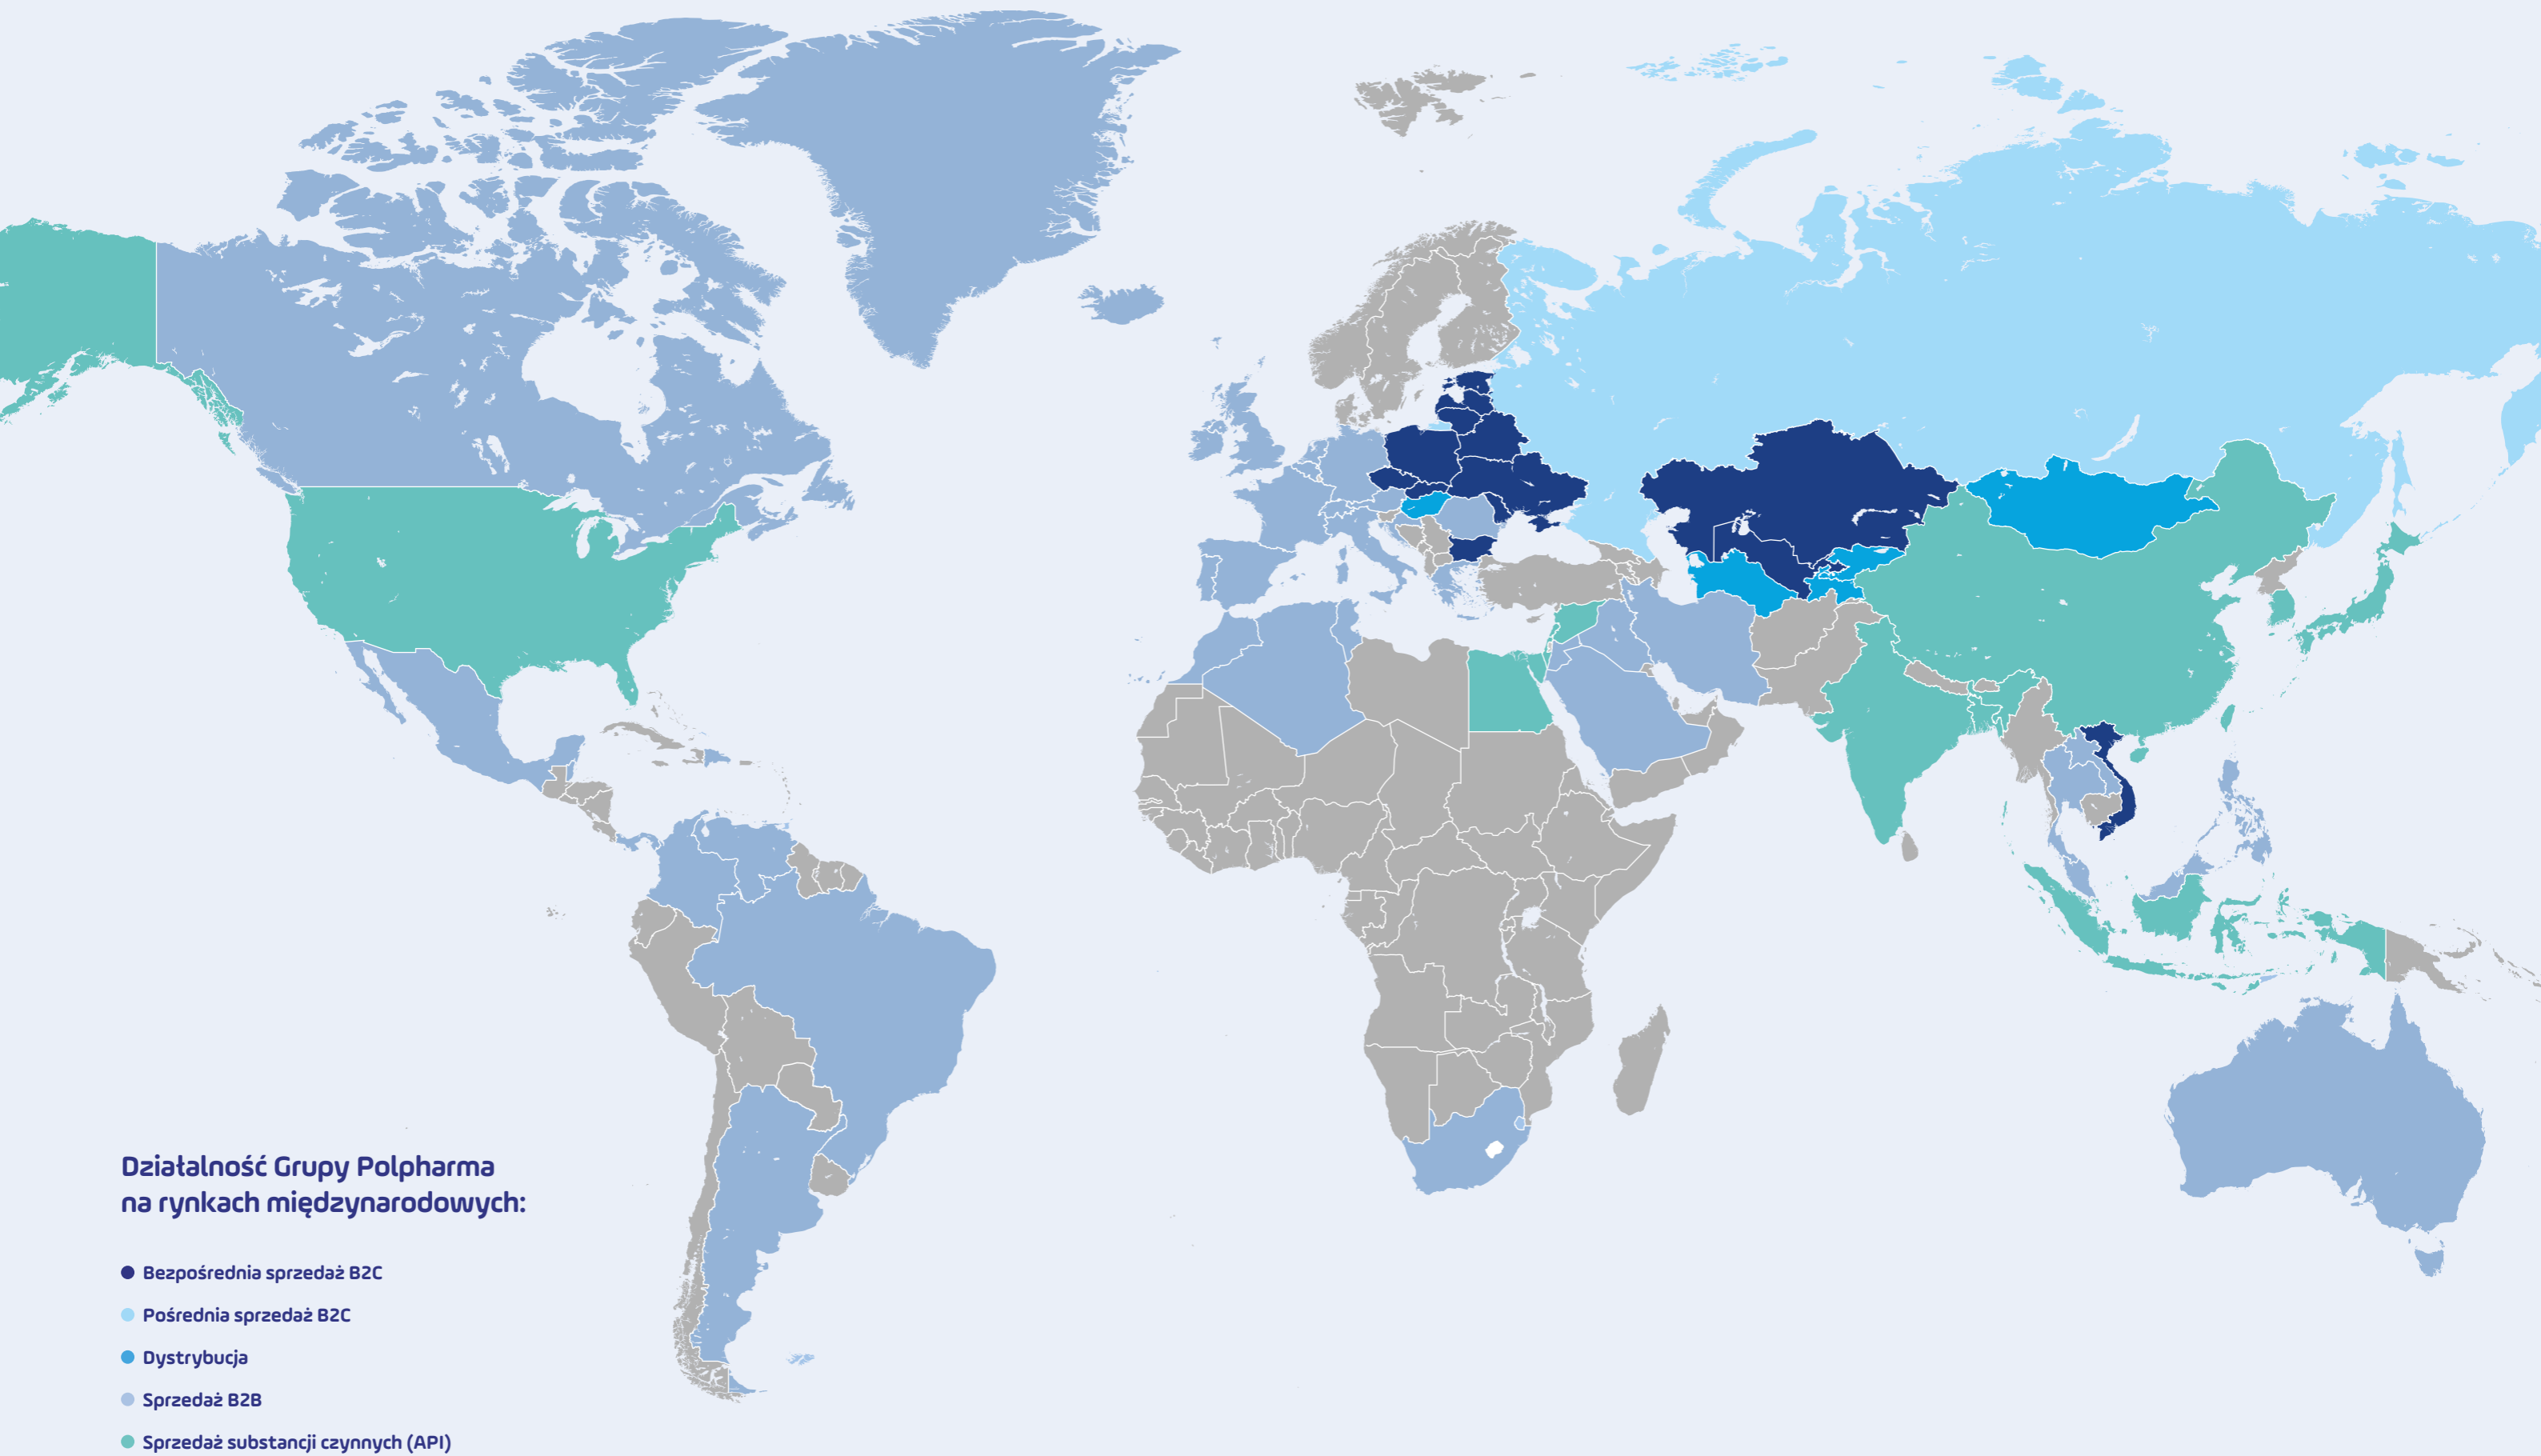 Działalność Grupy Polpharma
na rynkach międzynarodowych:
Bezpośrednia sprzedaż B2C
Pośrednia sprzedaż B2C
Dystrybucja
Sprzedaż B2B
Sprzedaż substancji czynnych (API)